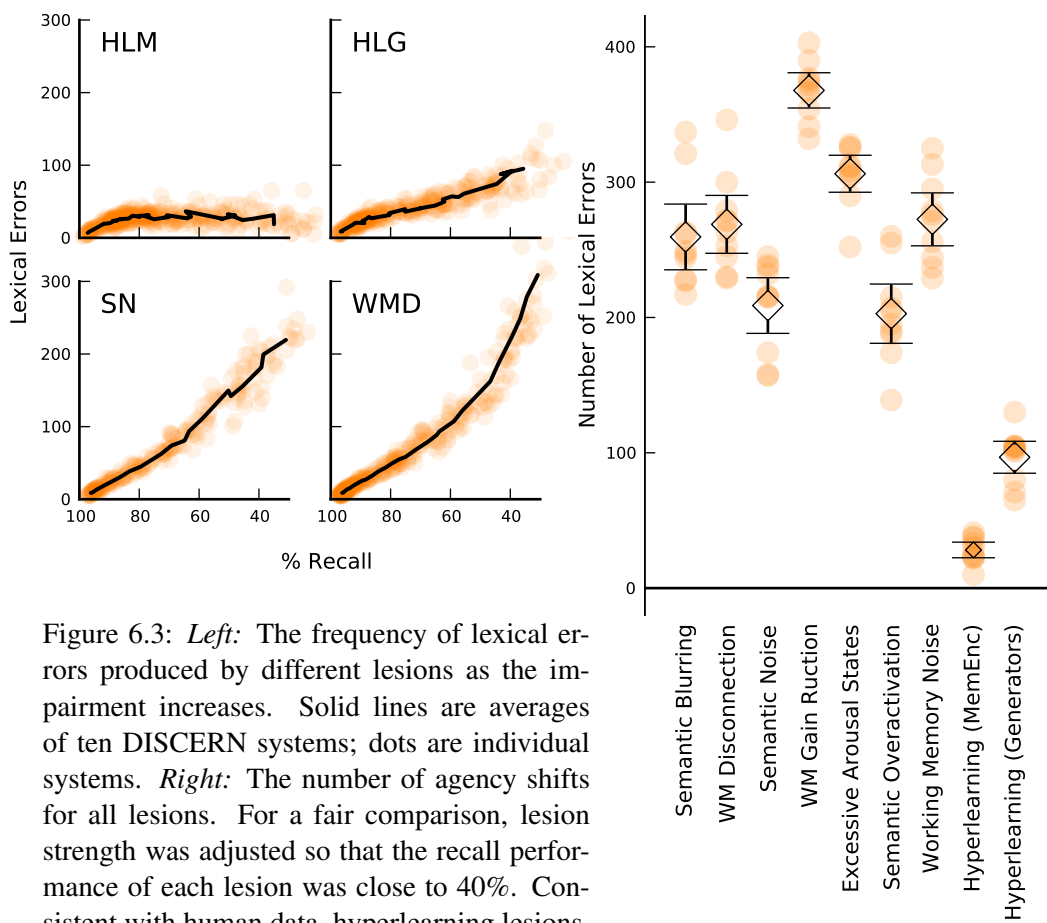 300
200
100
0
HLM
HLG
Lexical Errors
300
200
100
0
SN
WMD
100
80
60
40
100
80
60
40
% Recall
400
300
200
100
0
Number of Lexical Errors
Semantic Blurring
WM Disconnection
Semantic Noise
WM Gain Ruction
Excessive Arousal States
Semantic Overactivation
Working Memory Noise
Hyperlearning (MemEnc)
Hyperlearning (Generators)
Figure 6.3: Left: The frequency of lexical er-
rors produced by different lesions as the im-
pairment increases. Solid lines are averages
of ten DISCERN systems; dots are individual
systems. Right: The number of agency shifts
for all lesions. For a fair comparison, lesion
strength was adjusted so that the recall perfor-
mance of each lesion was close to 40%. Con-
sistent with human data, hyperlearning lesions